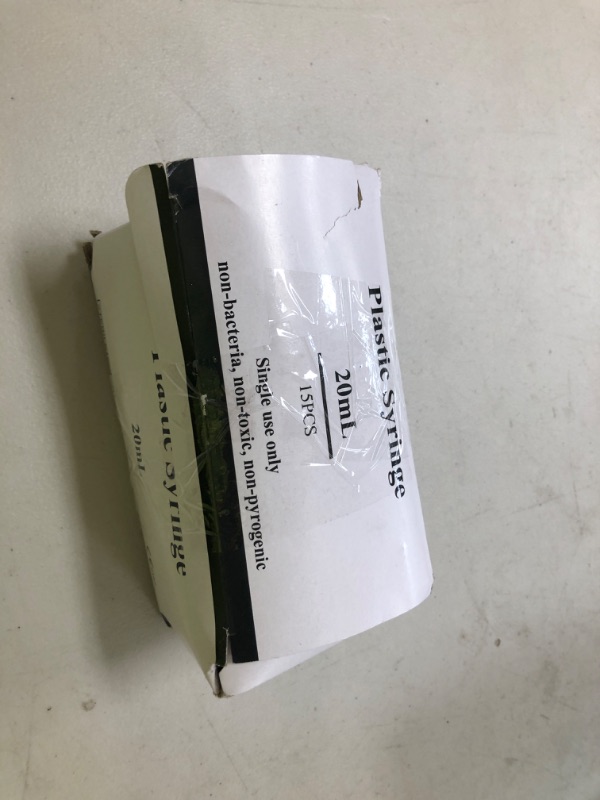 Plastic Syringe
20mL
15PCS
Single use only
non-bacteria, non-toxic, non-pyrogenic
Plastic Syringe
20mL